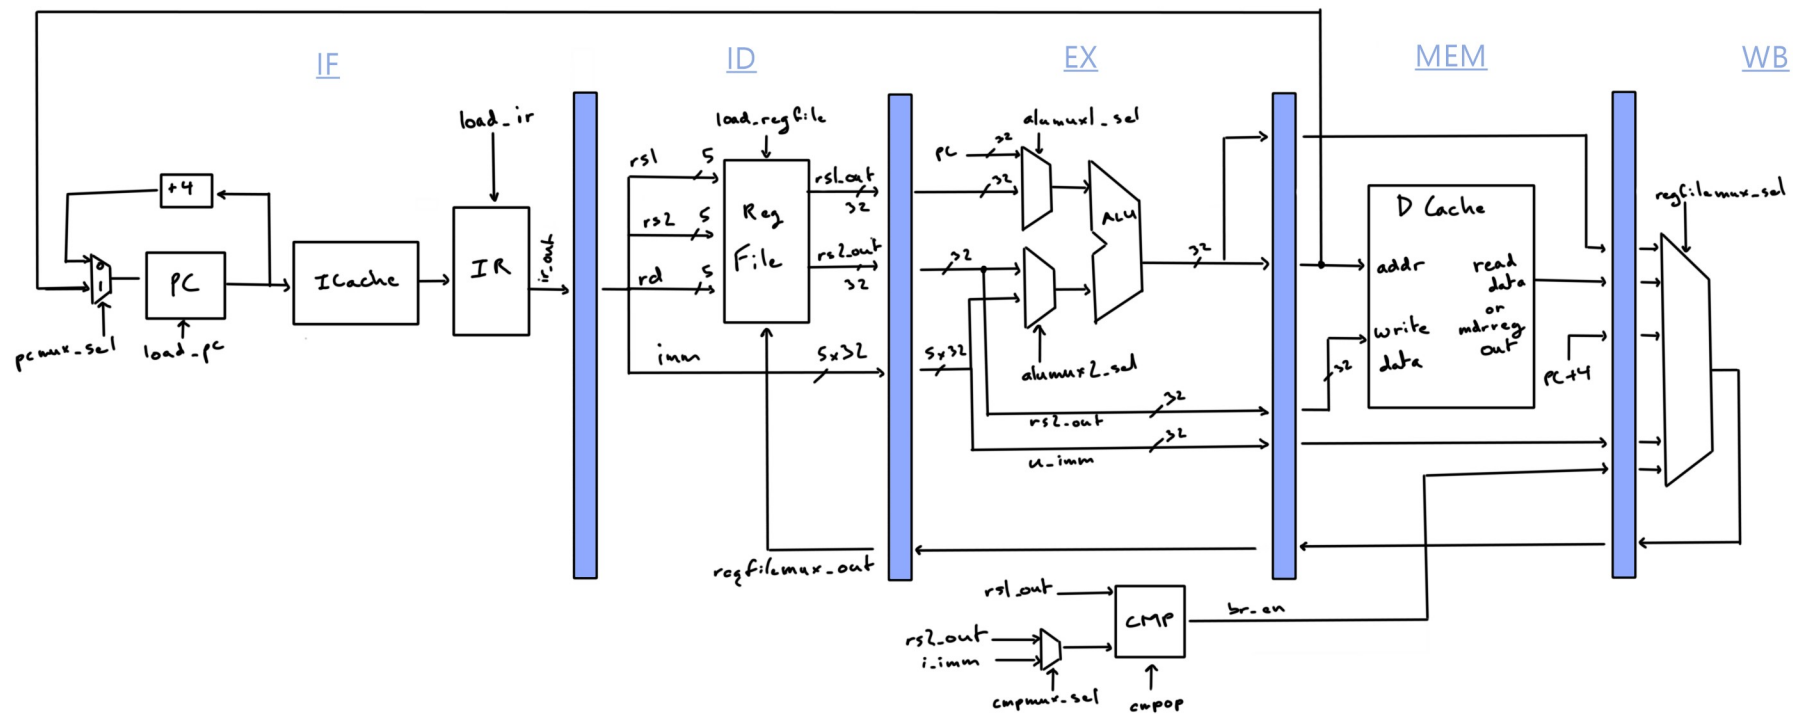 IF
ID
EX
MEM
WB
load_ir
+4
0
1
PC
pcmux_sel
load_pc
ICache
IR
ir_out
load_regfile
rs1
5
rs2
5
rd
5
imm
5x32
Reg
File
rs1_out
32
rs2_out
32
regfilemux_out
alumux1_sel
pc
32
32
32
5x32
ALU
32
alumux2_sel
32
rs2_out
32
u_imm
rs1_out
rs2_out
i_imm
cmpmux_sel
CMP
cmpop
br_en
D Cache
addr
read
data
or
mdrreg
out
write
data
32
PC+4
regfilemux_sel